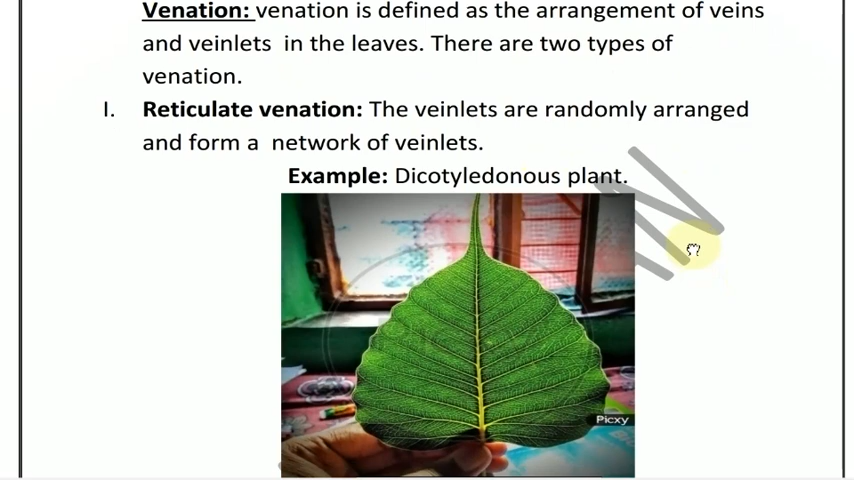 Venation: venation is defined as the arrangement of veins
and veinlets in the leaves. There are two types of
venation.
I. Reticulate venation: The veinlets are randomly arranged
and form a network of veinlets.
Example: Dicotyledonous plant.
Picxy